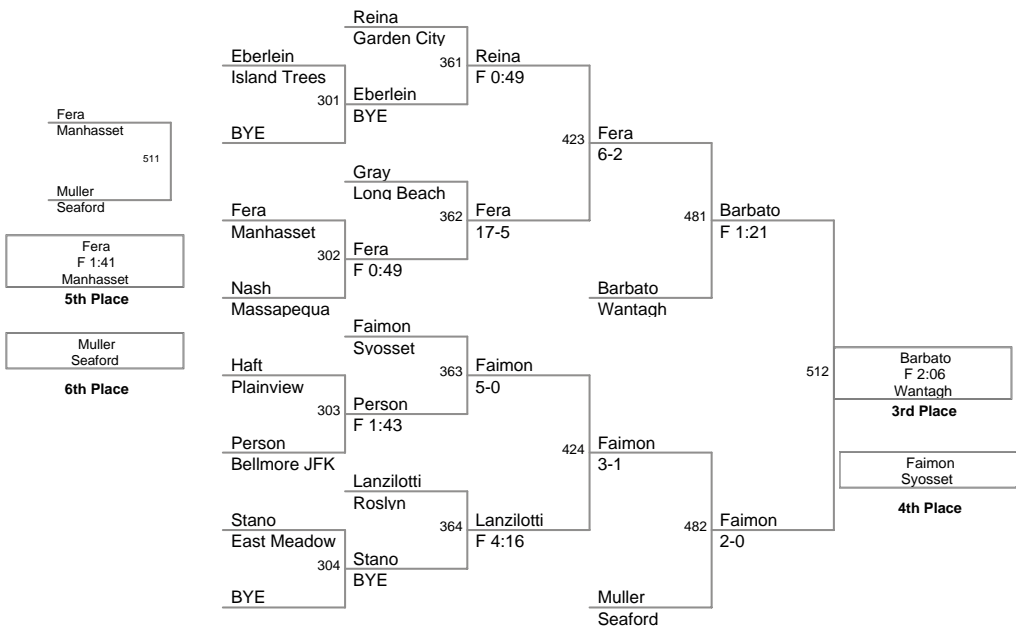 Reina
Garden City
361
Eberlein
Island Trees
301
BYE
Eberlein
BYE
Reina
F 0:49
Gray
Long Beach
362
Fera
Manhasset
302
Nash
Massapequa
Fera
F 0:49
Fera
17-5
423
Fera
6-2
Faimon
Syosset
363
Haft
Plainview
303
Person
Bellmore JFK
Person
F 1:43
Faimon
5-0
Lanzilotti
Roslyn
364
Stano
East Meadow
304
BYE
Stano
BYE
Lanzilotti
F 4:16
424
Faimon
3-1
481
Barbato
Wantagh
Barbato
F 1:21
482
Muller
Seaford
Faimon
2-0
512
Barbato
F 2:06
Wantagh
3rd Place
Faimon
Syosset
4th Place
Fera
Manhasset
511
Muller
Seaford
Fera
F 1:41
Manhasset
5th Place
Muller
Seaford
6th Place